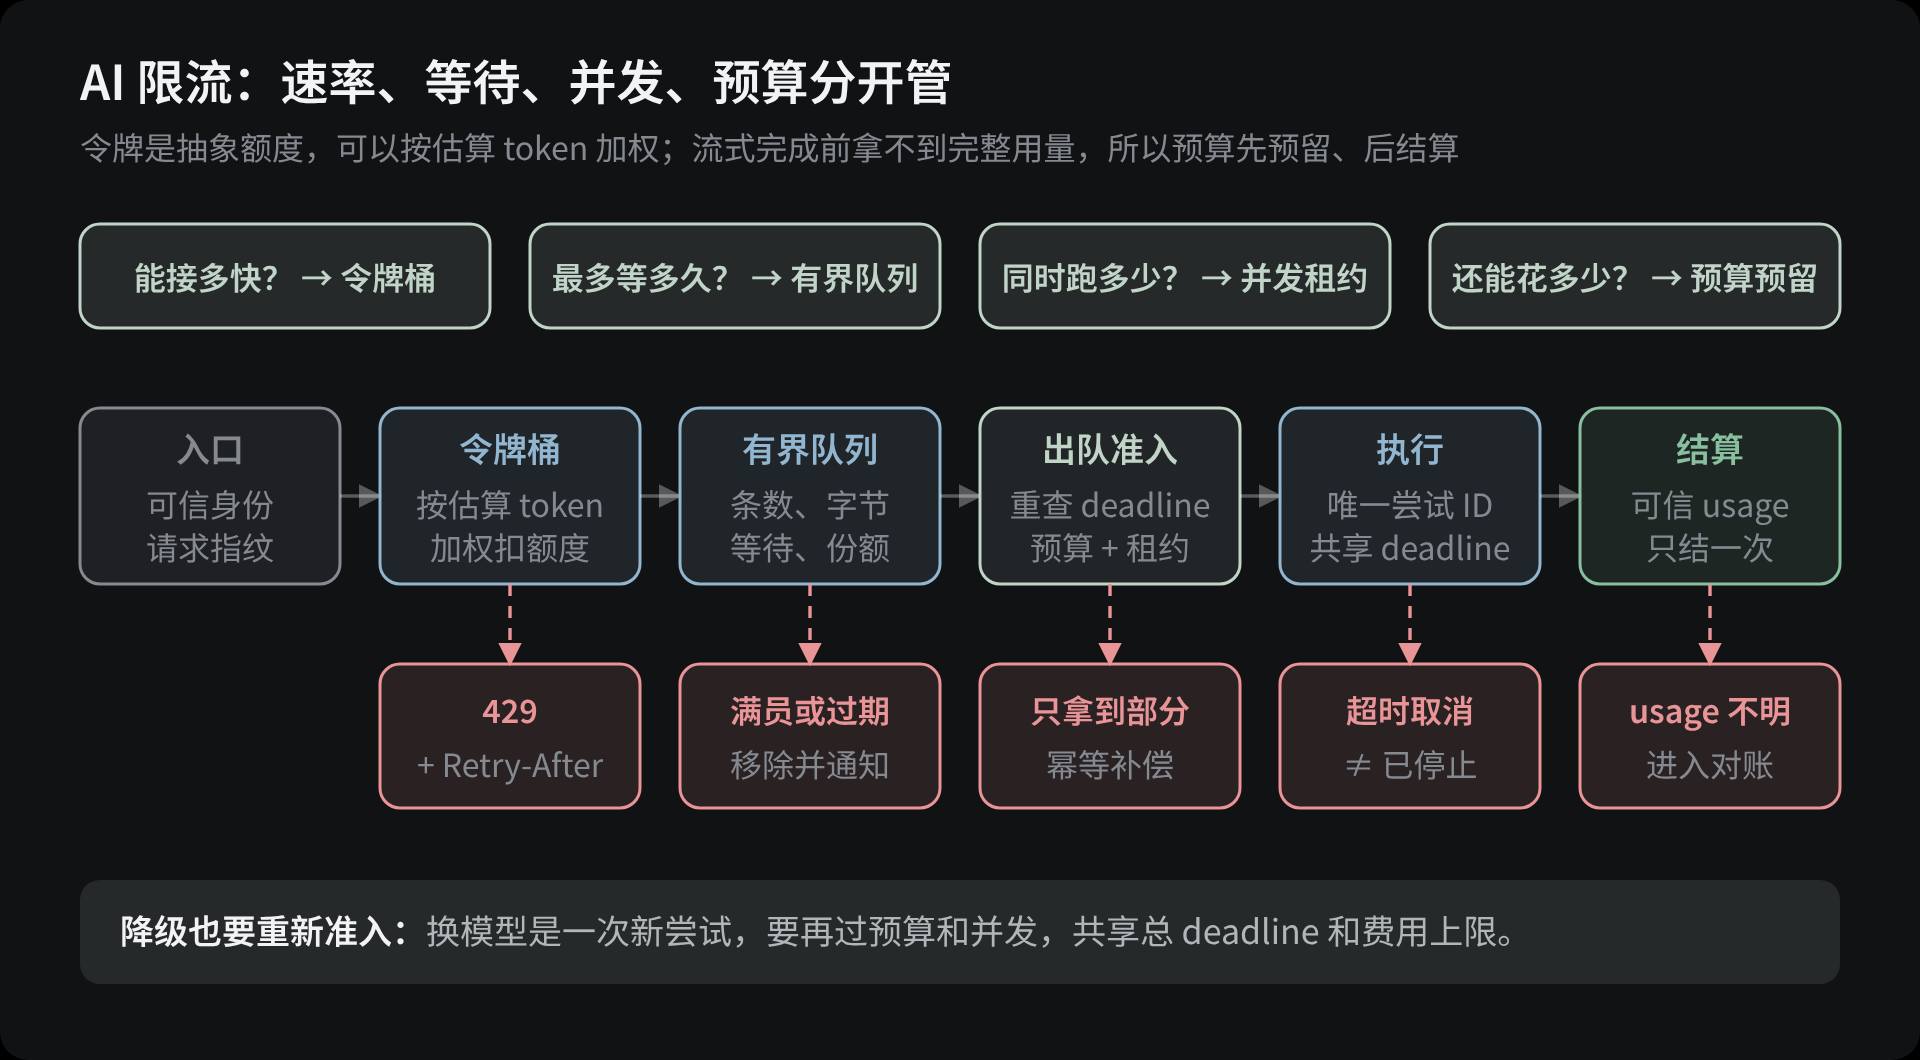 AI 限流：速率、等待、并发、预算分开管
令牌是抽象额度，可以按估算 token 加权；流式完成前拿不到完整用量，所以预算先预留、后结算
能接多快？ → 令牌桶
最多等多久？ → 有界队列
同时跑多少？ → 并发租约
还能花多少？ → 预算预留
入口
可信身份
请求指纹
令牌桶
按估算 token
加权扣额度
有界队列
条数、字节
等待、份额
出队准入
重查 deadline
预算 + 租约
执行
唯一尝试 ID
共享 deadline
结算
可信 usage
只结一次
429
+ Retry-After
满员或过期
移除并通知
只拿到部分
幂等补偿
超时取消
≠ 已停止
usage 不明
进入对账
降级也要重新准入：换模型是一次新尝试，要再过预算和并发，共享总 deadline 和费用上限。